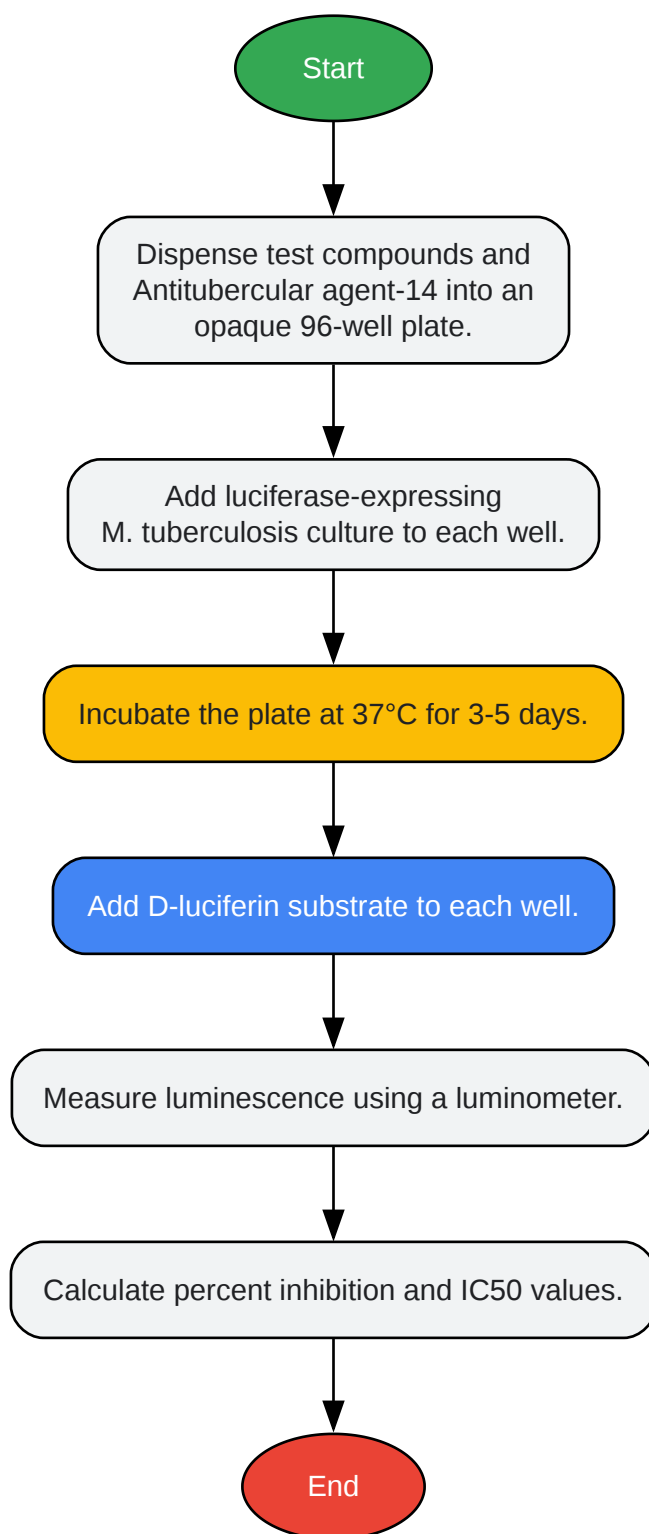 Start
Dispense test compounds and
Antitubercular agent-14 into an
opaque 96-well plate.
Add luciferase-expressing
M. tuberculosis culture to each well.
Incubate the plate at 37°C for 3-5 days.
Add D-luciferin substrate to each well.
Measure luminescence using a luminometer.
Calculate percent inhibition and IC50 values.
End